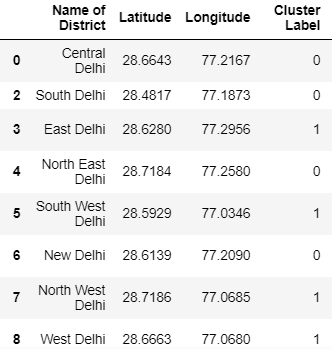 Name of District Latitude Longitude Cluster Label
0 Central Delhi 28.6643 77.2167 0
2 South Delhi 28.4817 77.1873 0
3 East Delhi 28.6280 77.2956 1
4 North East Delhi 28.7184 77.2580 0
5 South West Delhi 28.5929 77.0346 1
6 New Delhi 28.6139 77.2090 0
7 North West Delhi 28.7186 77.0685 1
8 West Delhi 28.6663 77.0680 1